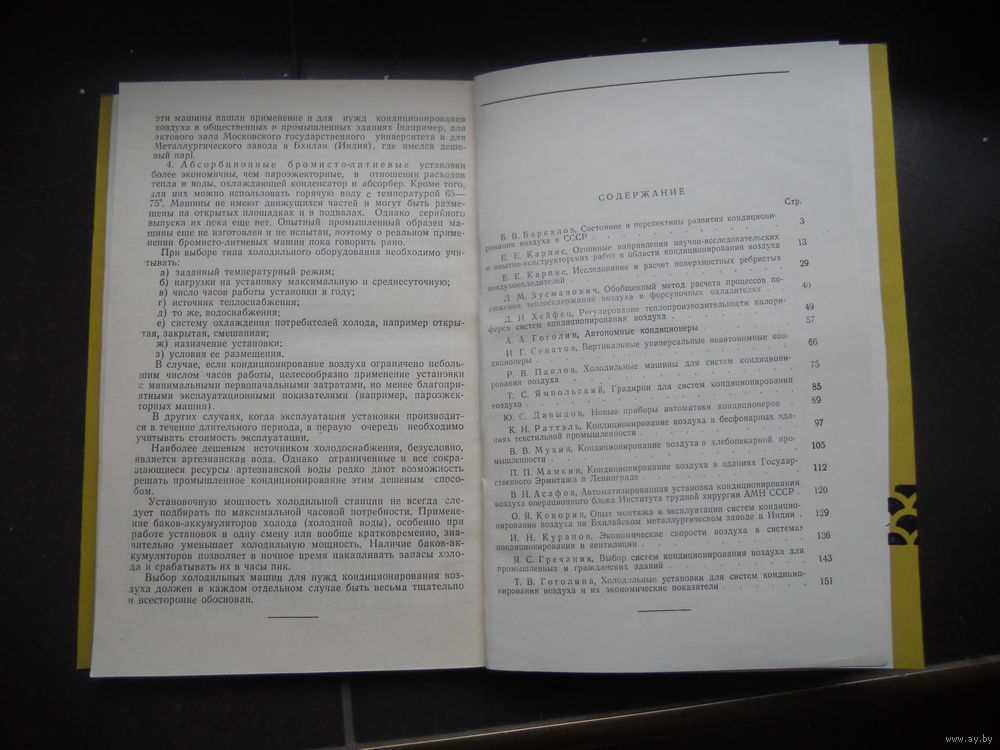 эти машины нашли применение и для нужд кондиционирования
воздуха в общественных и промышленных зданиях [например, для
актового зала Московского государственного университета и для
Металлургического завода в Бхилаи (Индия), где имелся деше-
вый пар].
4. Абсорбционные бромисто-литиевые установки
более экономичны, чем пароэжекторные, в отношении расходов
тепла и воды, охлаждающей конденсатор и абсорбер. Кроме того,
для них можно использовать горячую воду с температурой 65—
75°. Машины не имеют движущихся частей и могут быть разме-
щены на открытых площадках и в подвалах. Однако серийного
выпуска их пока еще нет. Опытный промышленный образец ма-
шины еще не изготовлен и не испытан, поэтому о реальном приме-
нении бромисто-литиевых машин пока говорить рано.
При выборе типа холодильного оборудования необходимо учи-
тывать:
а) заданный температурный режим;
б) нагрузки на установку максимальную и среднесуточную;
в) число часов работы установки в году;
г) источник теплоснабжения;
д) то же, водоснабжения;
е) систему охлаждения потребителей холода, например откры-
тая, закрытая, смешанная;
ж) назначение установки;
з) условия ее размещения.
В случае, если кондиционирование воздуха ограничено неболь-
шим числом часов работы, целесообразно применение установки
с минимальными первоначальными затратами, но менее благопри-
ятными эксплуатационными показателями (например, пароэжек-
торных машин).
В других случаях, когда эксплуатация установки производит-
ся в течение длительного периода, в первую очередь необходимо
учитывать стоимость эксплуатации.
Наиболее дешевым источником холодоснабжения, безусловно,
является артезианская вода. Однако ограниченные и все сокра-
щающиеся ресурсы артезианской воды редко дают возможность
решать промышленное кондиционирование этим дешевым спосо-
бом.
Установочную мощность холодильной станции не всегда сле-
дует подбирать по максимальной часовой потребности. Примене-
ние баков-аккумуляторов холода (холодной воды), особенно при
работе установок в одну смену или вообще кратковременно, зна-
чительно уменьшает холодильную мощность. Наличие баков-ак-
кумуляторов позволяет в ночное время накапливать запасы холо-
да и срабатывать их в часы пик.
Выбор холодильных машин для нужд кондиционирования воз-
духа должен в каждом отдельном случае быть весьма тщательно
и всесторонне обоснован.
СОДЕРЖАНИЕ
Стр.
Б. В. Баркалов, Состояние и перспективы развития кондициони-
рования воздуха в СССР . . . 3
Е. Е. Карпис, Основные направления научно-исследовательских
и опытно-конструкторских работ в области кондиционирования воздуха 13
Е. Е. Карпис, Исследование и расчет поверхностных ребристых
воздухоохладителей . . . 29
Л. М. Зусманович, Обобщенный метод расчета процессов по-
нижения теплосодержания воздуха в форсуночных охладителях . 40
Д. И. Хейфец, Регулирование теплопроизводительности калори-
феров систем кондиционирования воздуха . . . 49
А. А. Гоголин, Автономные кондиционеры . . . 57
И. Г. Сенатов, Вертикальные универсальные неавтономные кон-
диционеры . . . 66
Р. В. Павлов, Холодильные машины для систем кондициони-
рования воздуха . . . 75
Т. С. Ямпольский, Градирни для систем кондиционирования
воздуха . . . 85
Ю. С. Давыдов, Новые приборы автоматики кондиционеров . 89
К. Н. Раттэль, Кондиционирование воздуха в бесфонарных зда-
ниях текстильной промышленности . . . 97
В. В. Мухин, Кондиционирование воздуха в хлебопекарной про-
мышленности . . . 105
П. П. Мамкин, Кондиционирование воздуха в зданиях Государ-
ственного Эрмитажа в Ленинграде . . . 112
В. Н. Асафов, Автоматизированная установка кондиционирования
воздуха операционного блока Института грудной хирургии АМН СССР . 120
О. Я. Кокорин, Опыт монтажа и эксплуатации систем кондицио-
нирования воздуха на Бхилайском металлургическом заводе в Индии . 129
И. Н. Куранов, Экономические скорости воздуха в системах
кондиционирования и вентиляции . . . 136
Я. С. Гречаник, Выбор систем кондиционирования воздуха для
промышленных и гражданских зданий . . . 143
Т. В. Гоголина, Холодильные установки для систем кондицио-
нирования воздуха и их экономические показатели . . . 151
www.ay.by